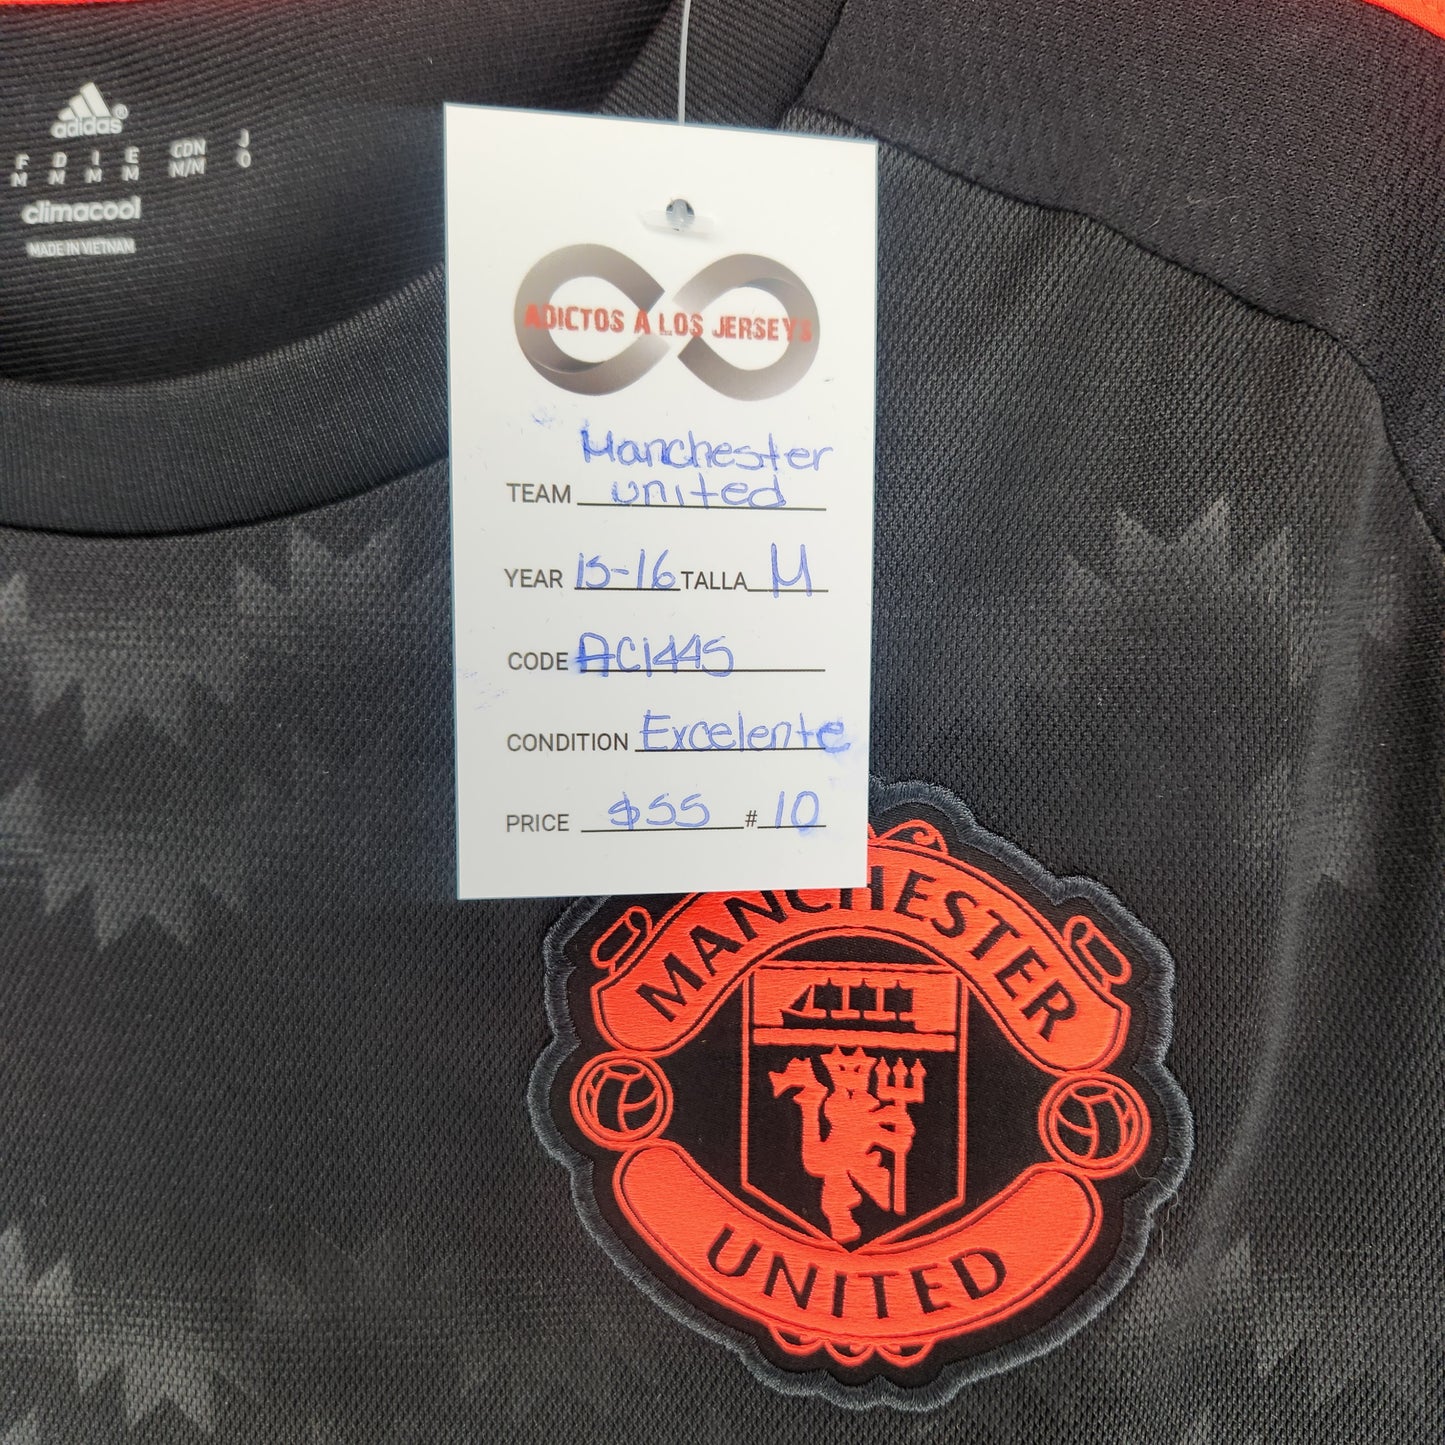 adidas®
F D I E CDN J
M M M M M/M O
climacool
MADE IN VIETNAM
ADICTOS A LOS JERSEYS
TEAM Manchester
United
YEAR 15-16 TALLA M
CODE AC1445
CONDITION Excelente
PRICE $55 # 10
MANCHESTER
UNITED